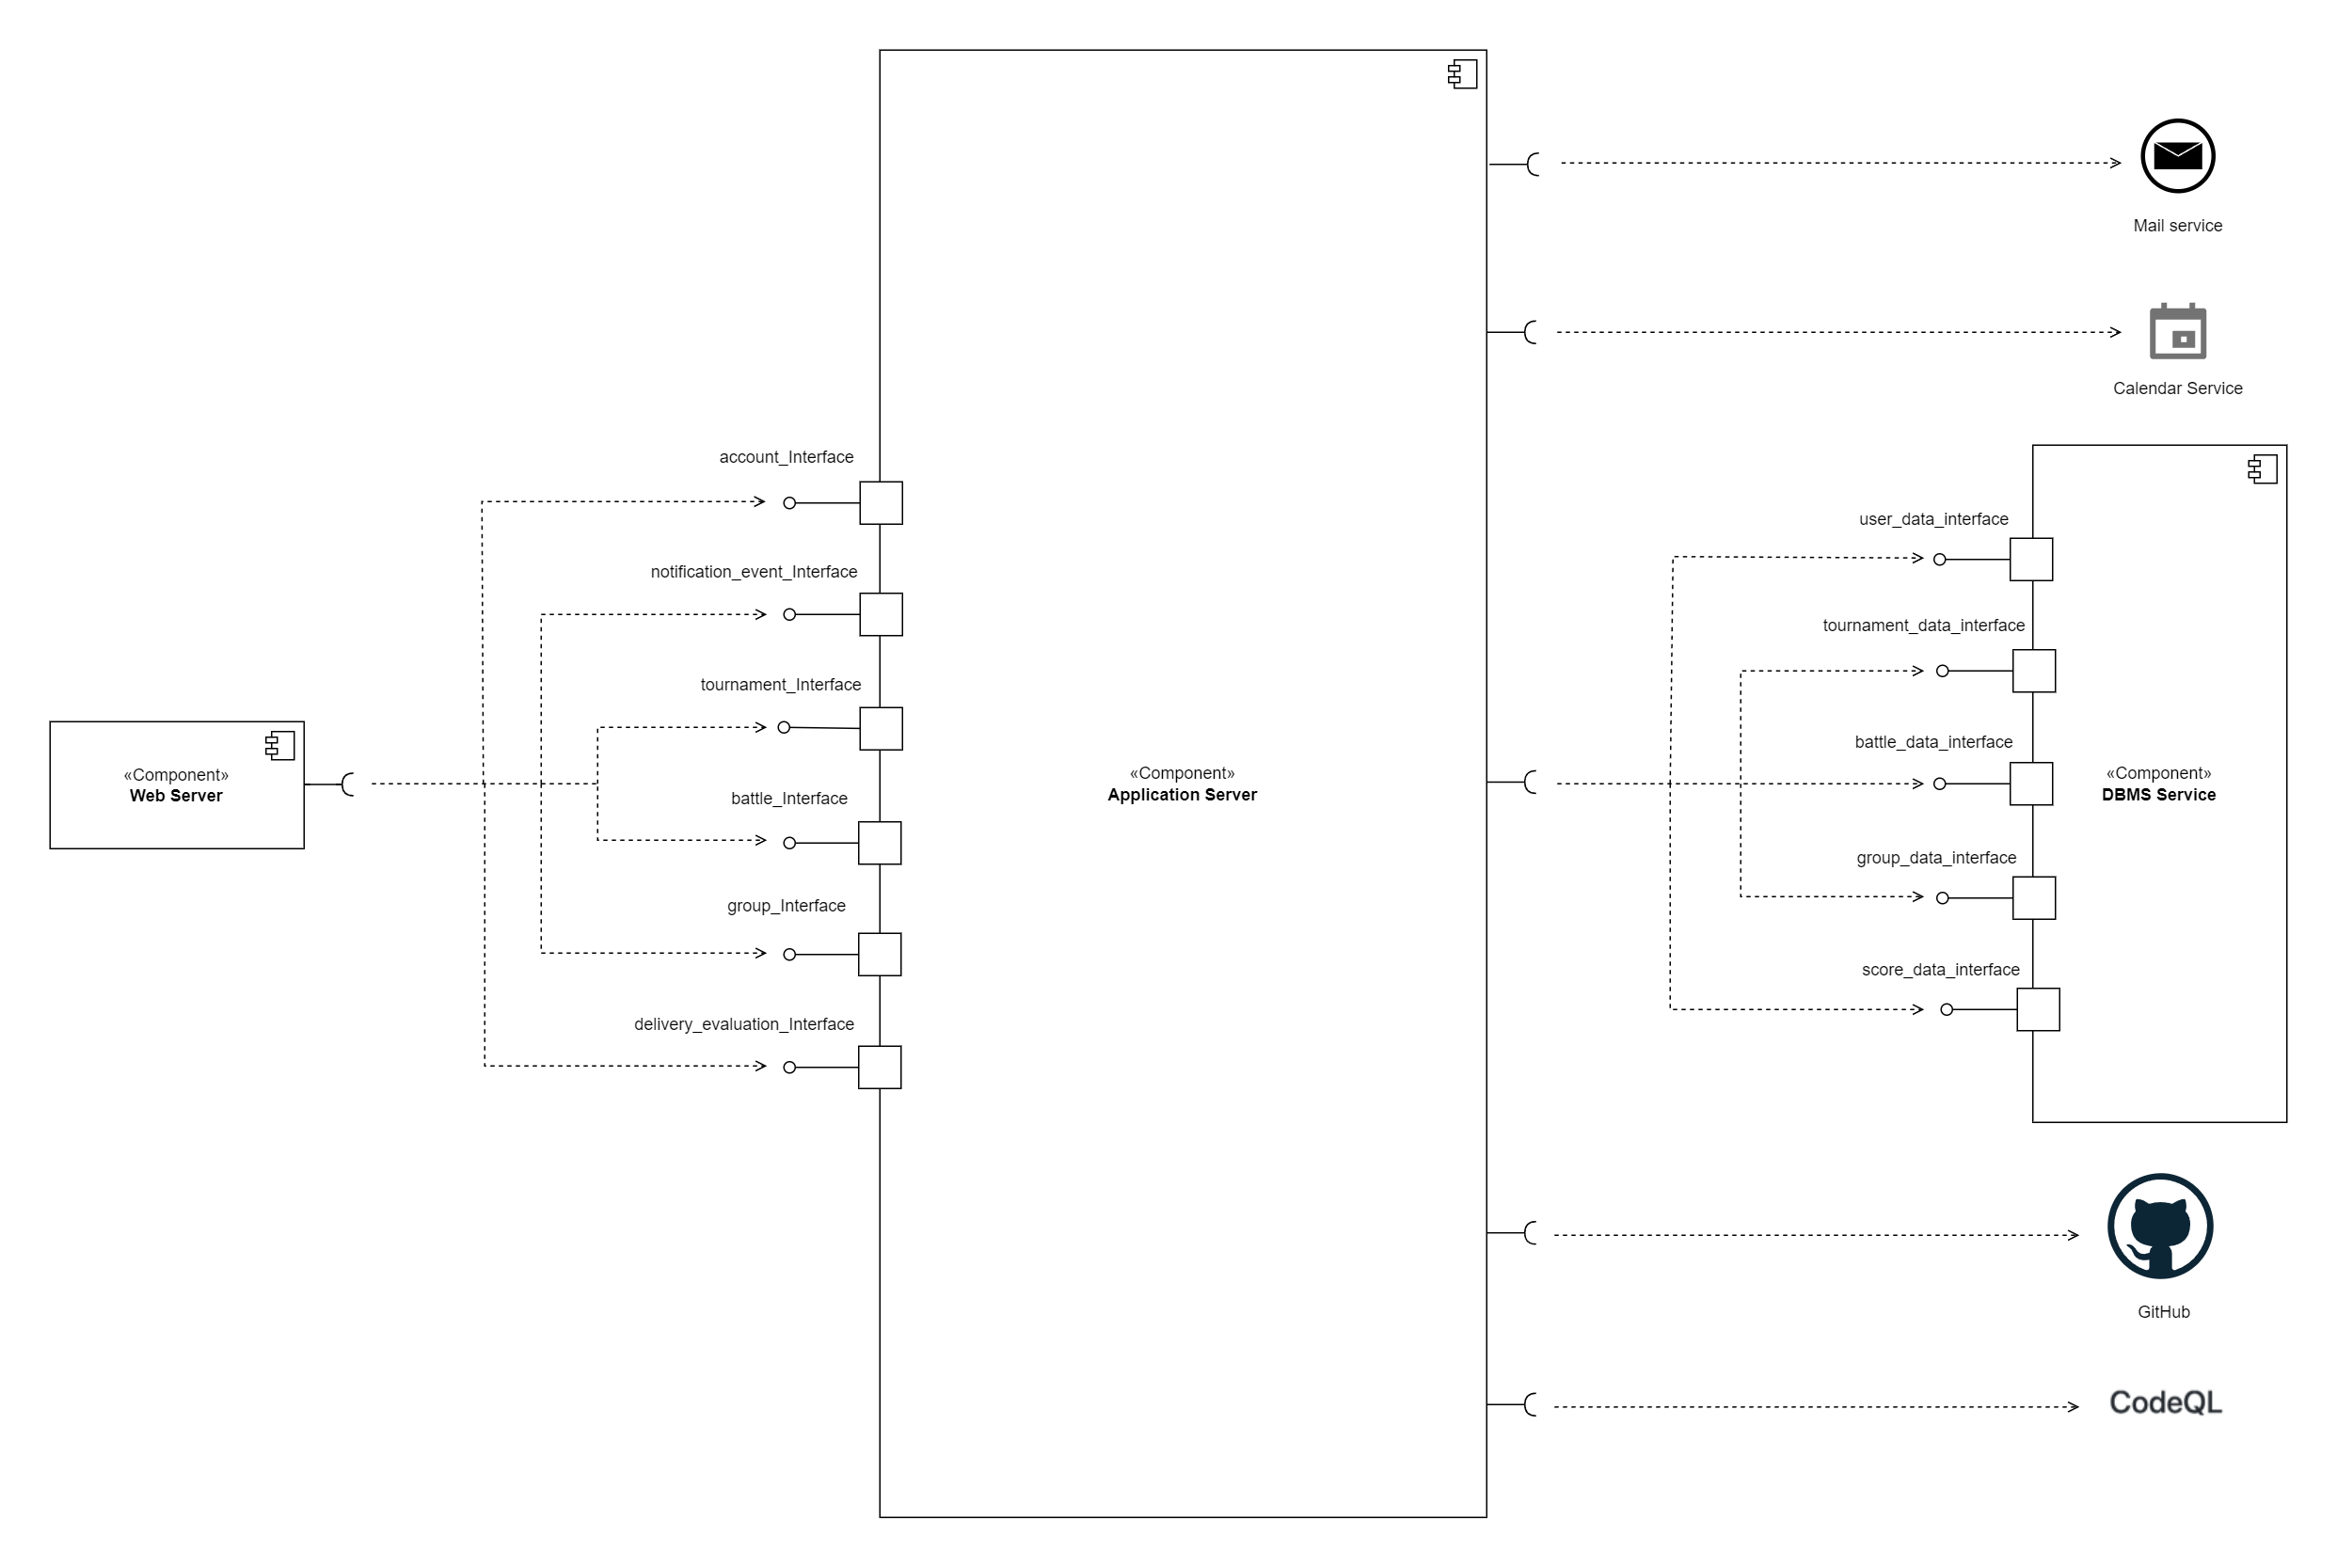 Mail service
Calendar Service
account_Interface
notification_event_Interface
tournament_Interface
battle_Interface
group_Interface
delivery_evaluation_Interface
«Component»
Web Server
«Component»
Application Server
user_data_interface
tournament_data_interface
battle_data_interface
group_data_interface
score_data_interface
«Component»
DBMS Service
GitHub
CodeQL